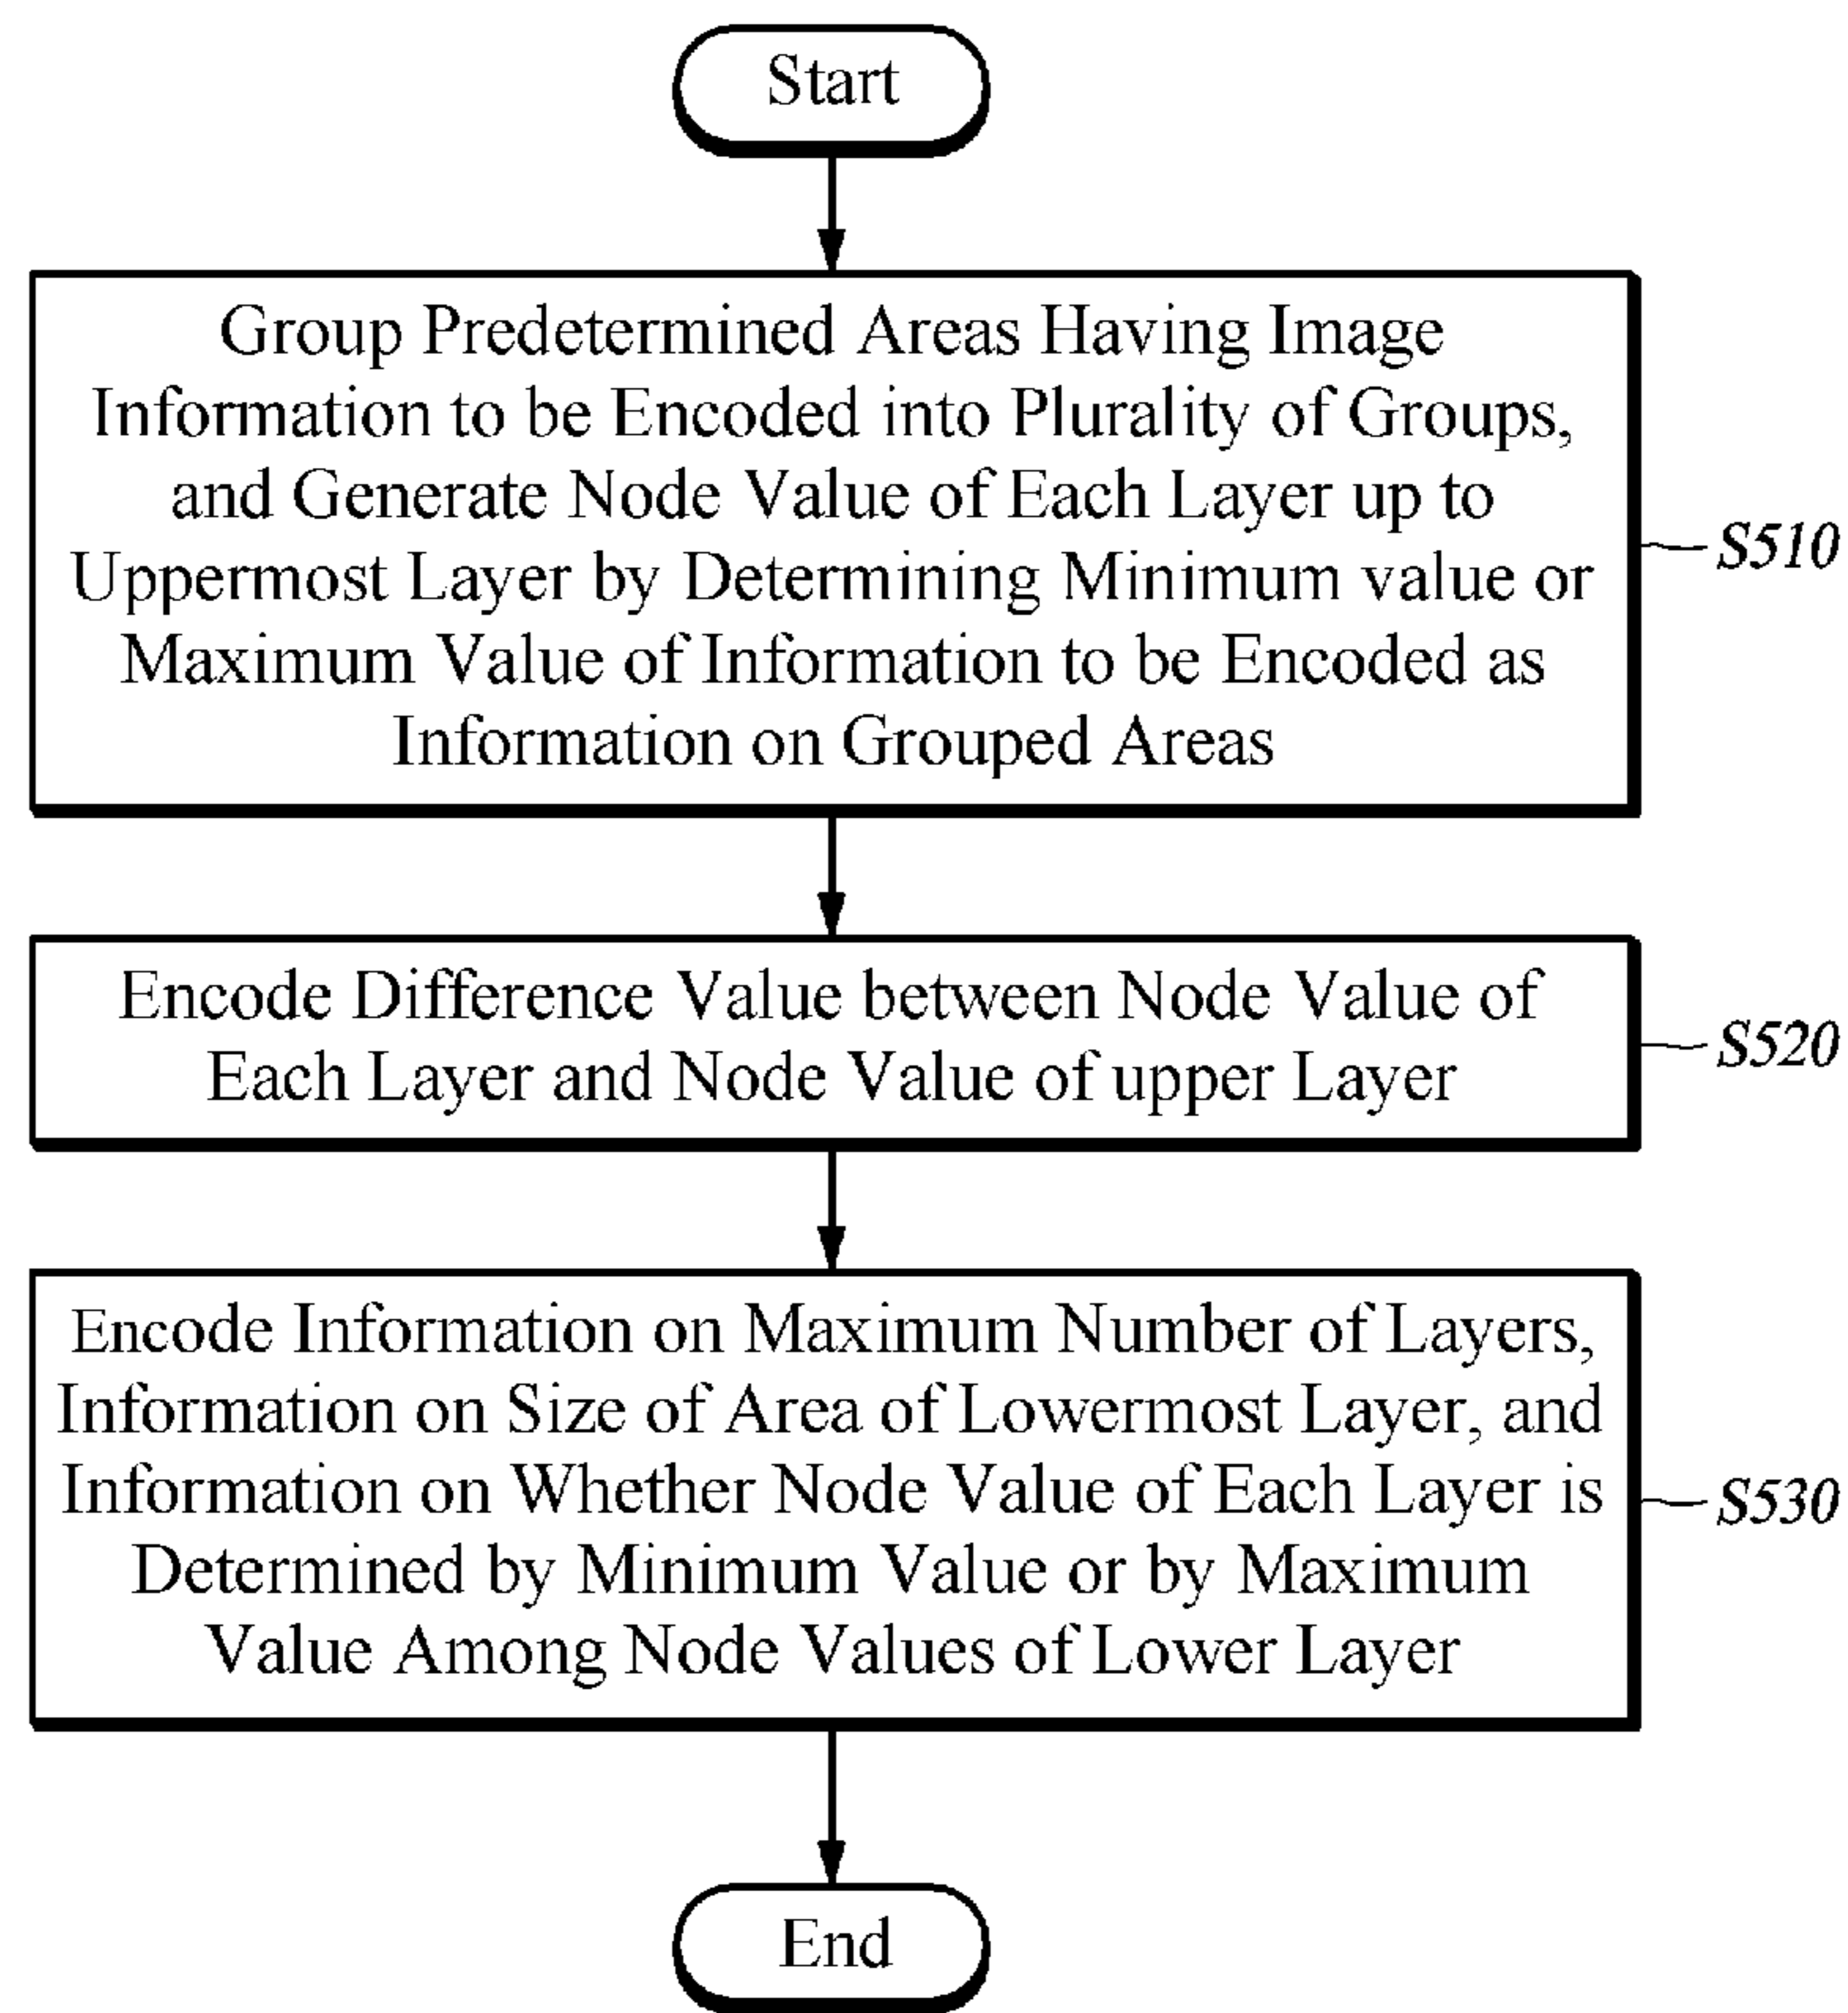 Start
Group Predetermined Areas Having Image
Information to be Encoded into Plurality of Groups,
and Generate Node Value of Each Layer up to
Uppermost Layer by Determining Minimum value or
Maximum Value of Information to be Encoded as
Information on Grouped Areas
S510
Encode Difference Value between Node Value of
Each Layer and Node Value of upper Layer
S520
Encode Information on Maximum Number of Layers,
Information on Size of Area of Lowermost Layer, and
Information on Whether Node Value of Each Layer is
Determined by Minimum Value or by Maximum
Value Among Node Values of Lower Layer
S530
End